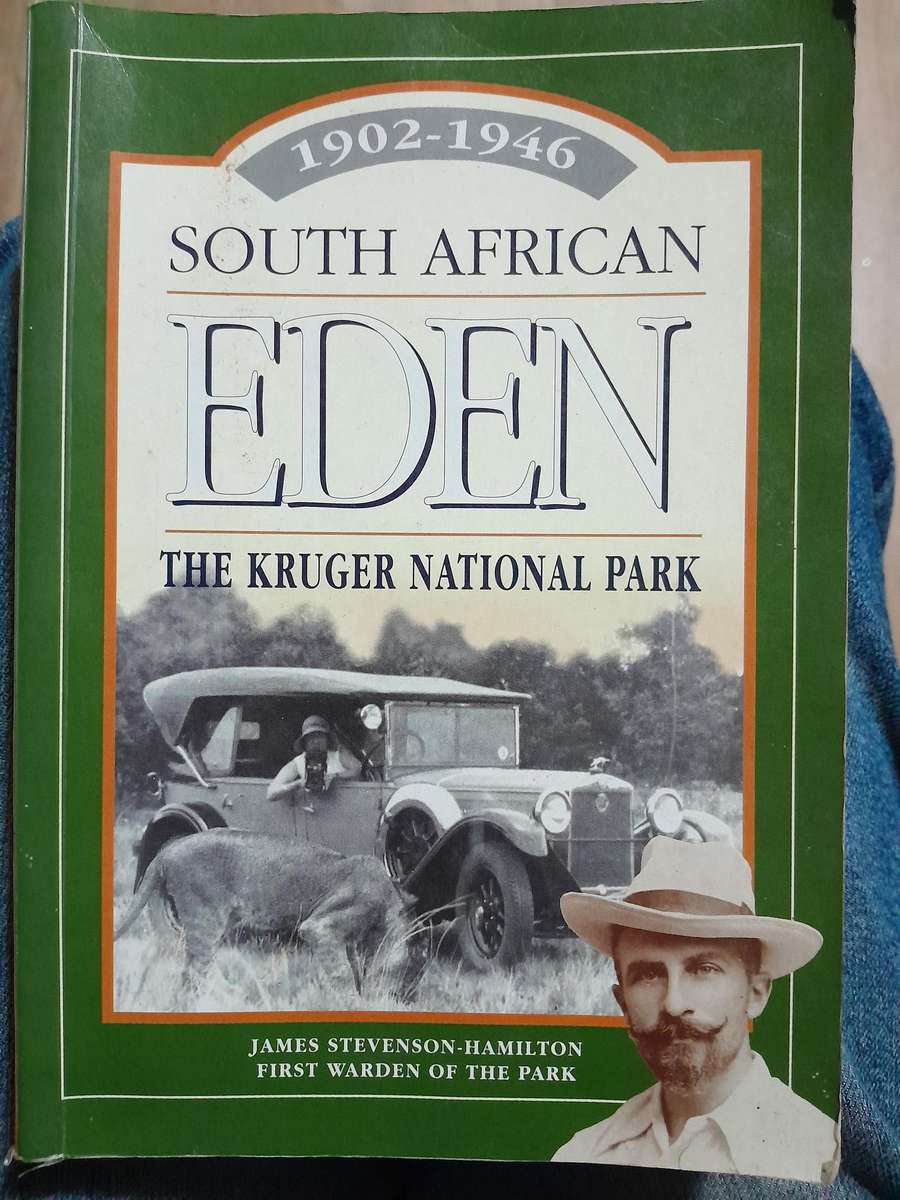 1902-1946
SOUTH AFRICAN
EDEN
THE KRUGER NATIONAL PARK
JAMES STEVENSON-HAMILTON
FIRST WARDEN OF THE PARK